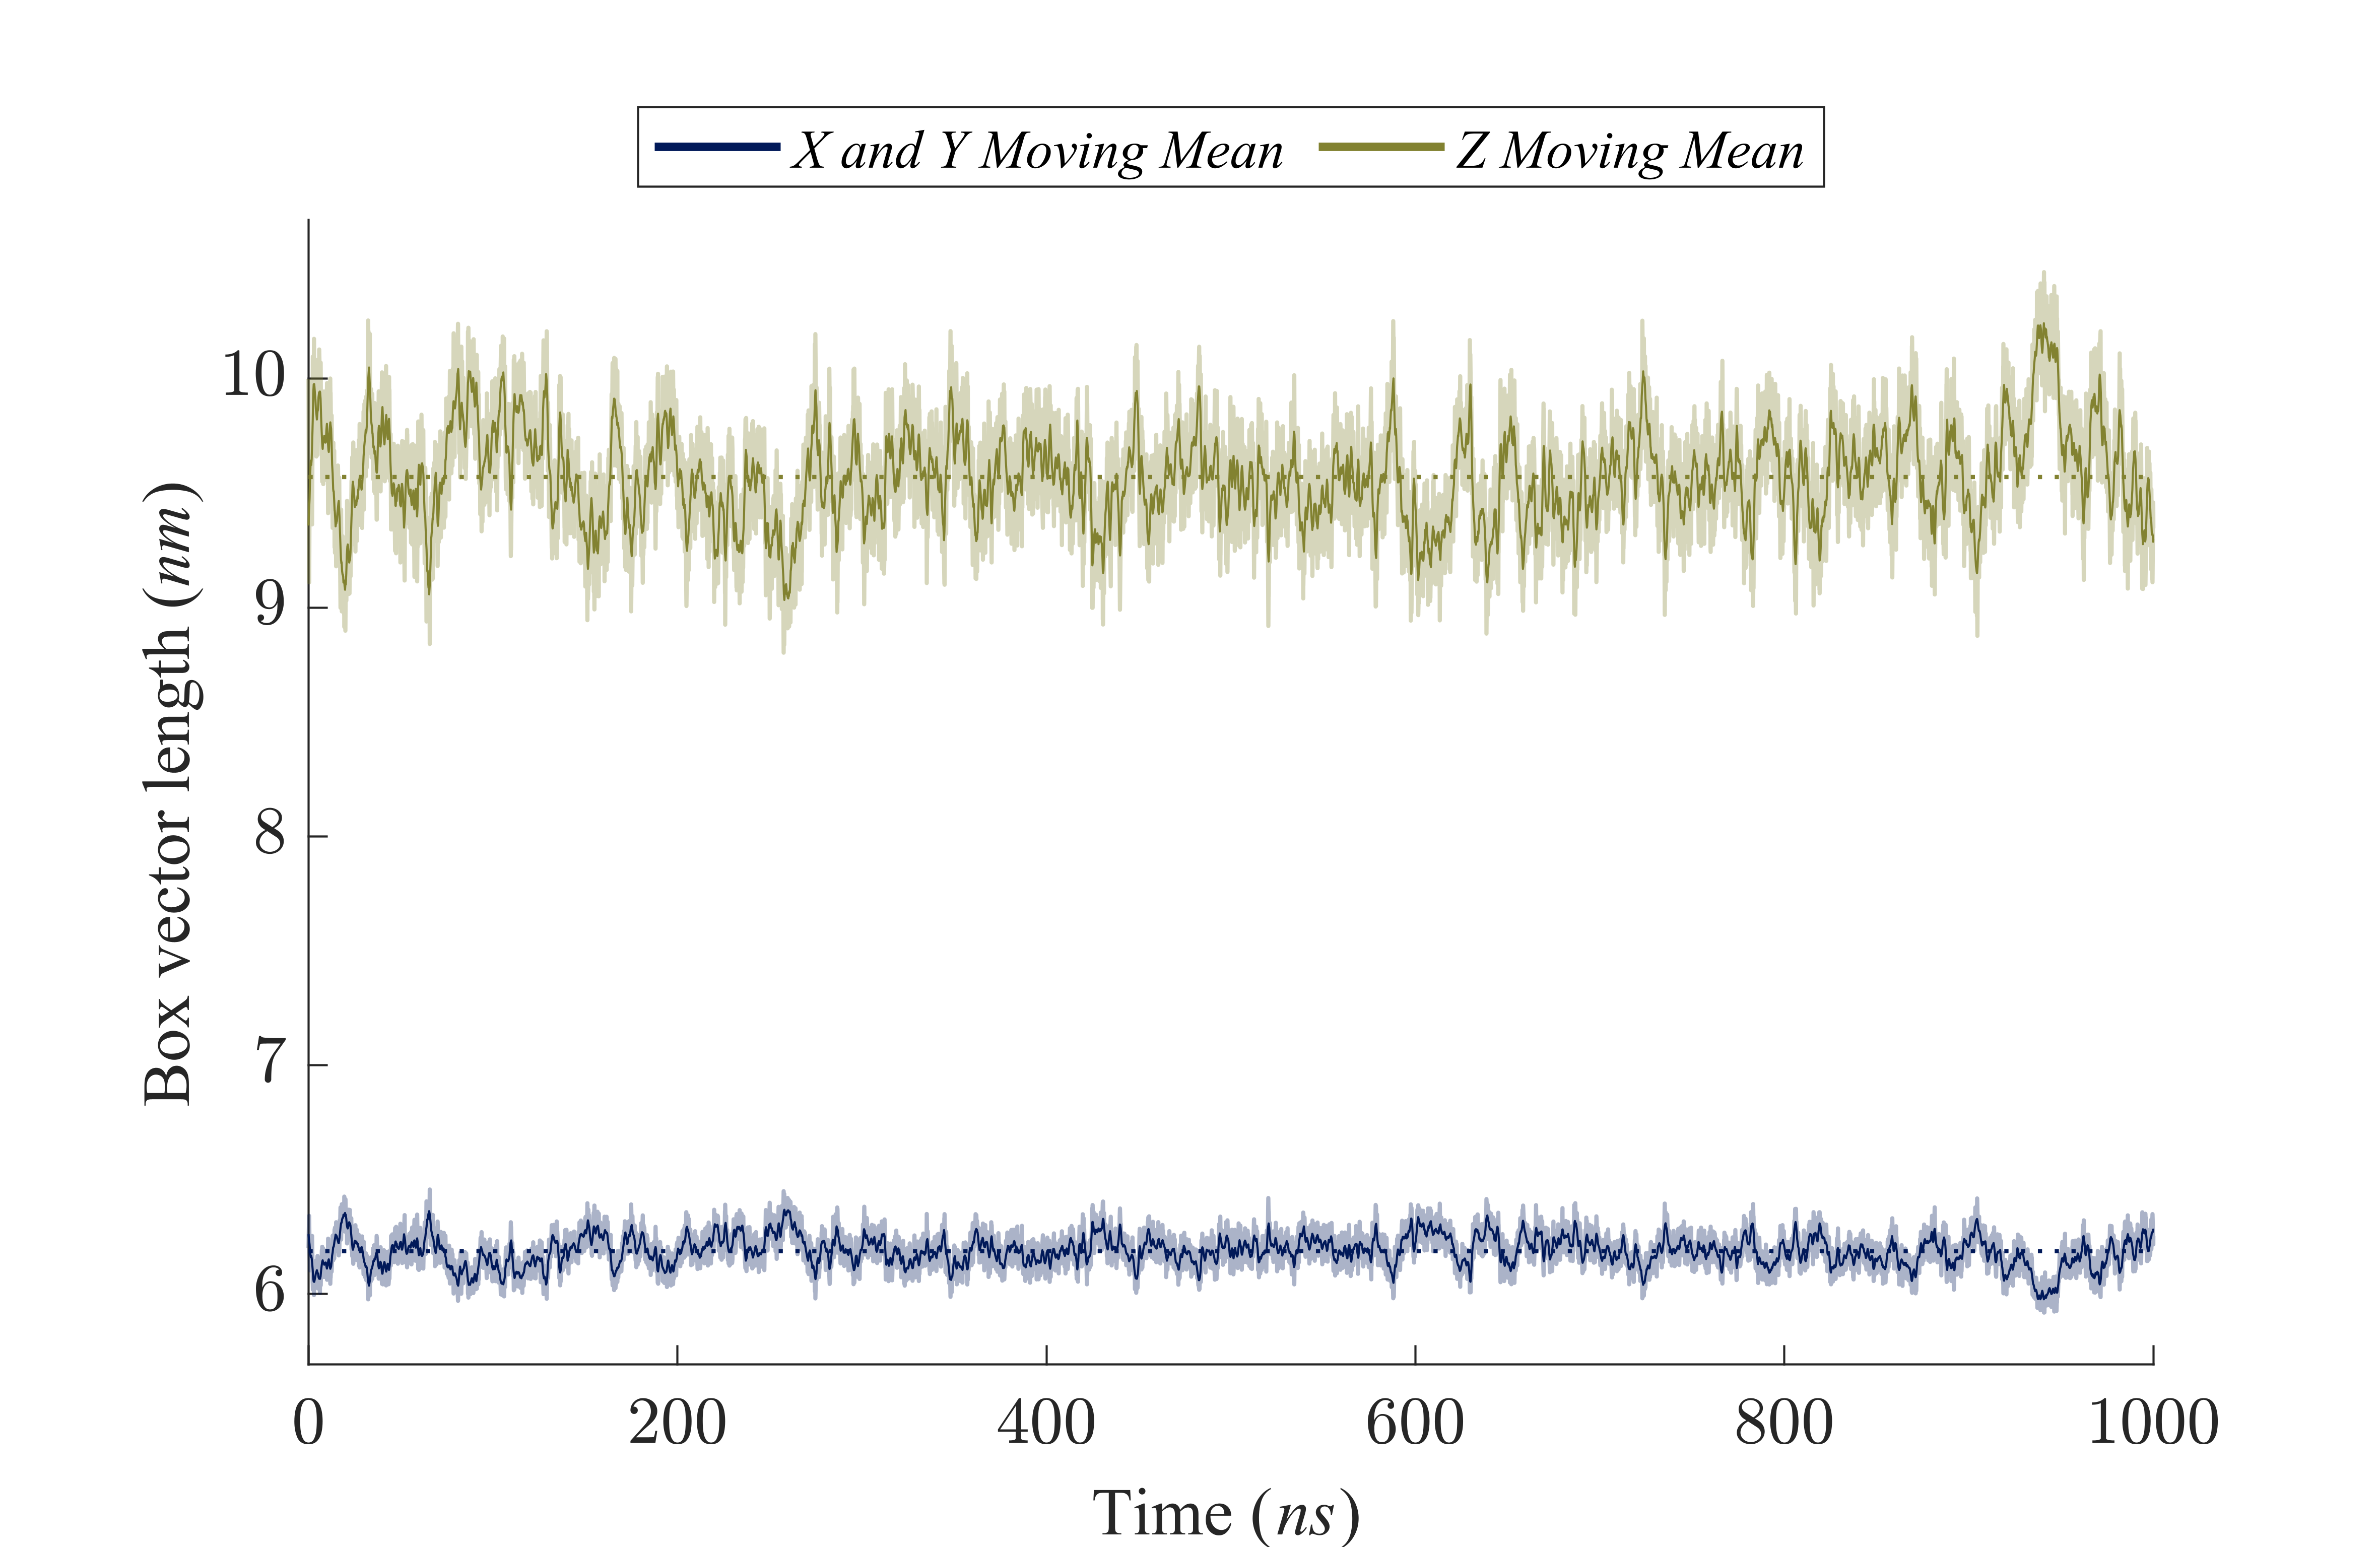 X and Y Moving Mean Z Moving Mean
Box vector length (nm)
10
9
8
7
6
0 200 400 600 800 1000
Time (ns)